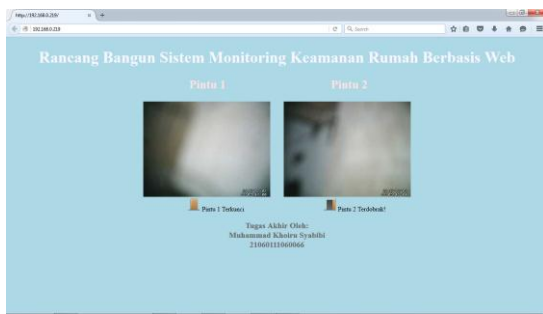 http://192.168.0.219/
192.168.0.219
Search
Rancang Bangun Sistem Monitoring Keamanan Rumah Berbasis Web
Pintu 1 Pintu 2
Pintu 1 Terkunci Pintu 2 Terdobrak!
Tugas Akhir Oleh:
Muhammad Khoiru Syabibi
21060111060066